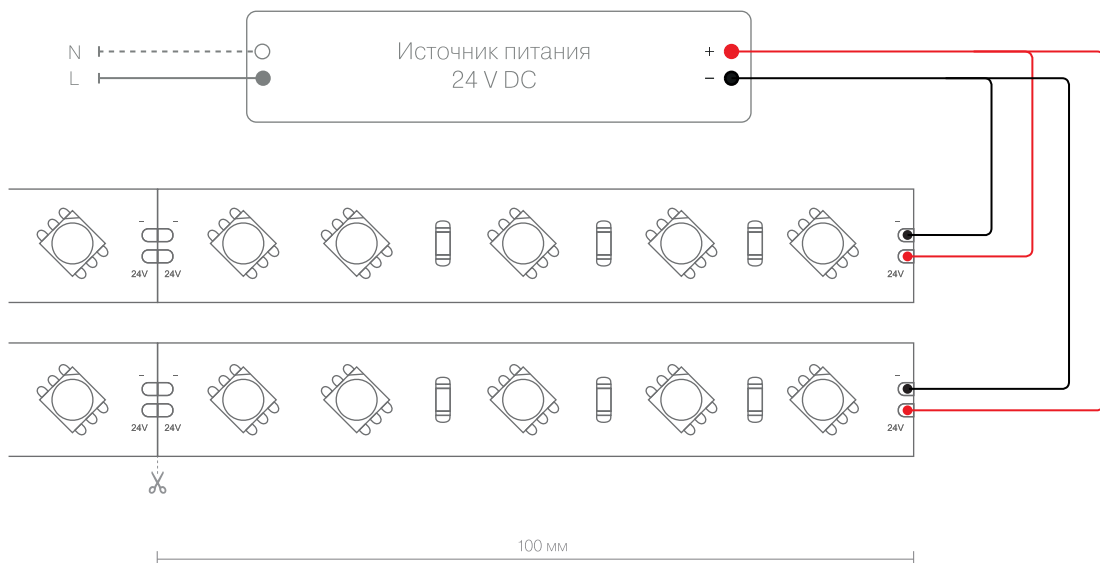 N
Источник питания
+
L
24 V DC
–
- - -
24V 24V 24V
- - -
24V 24V 24V
100 мм